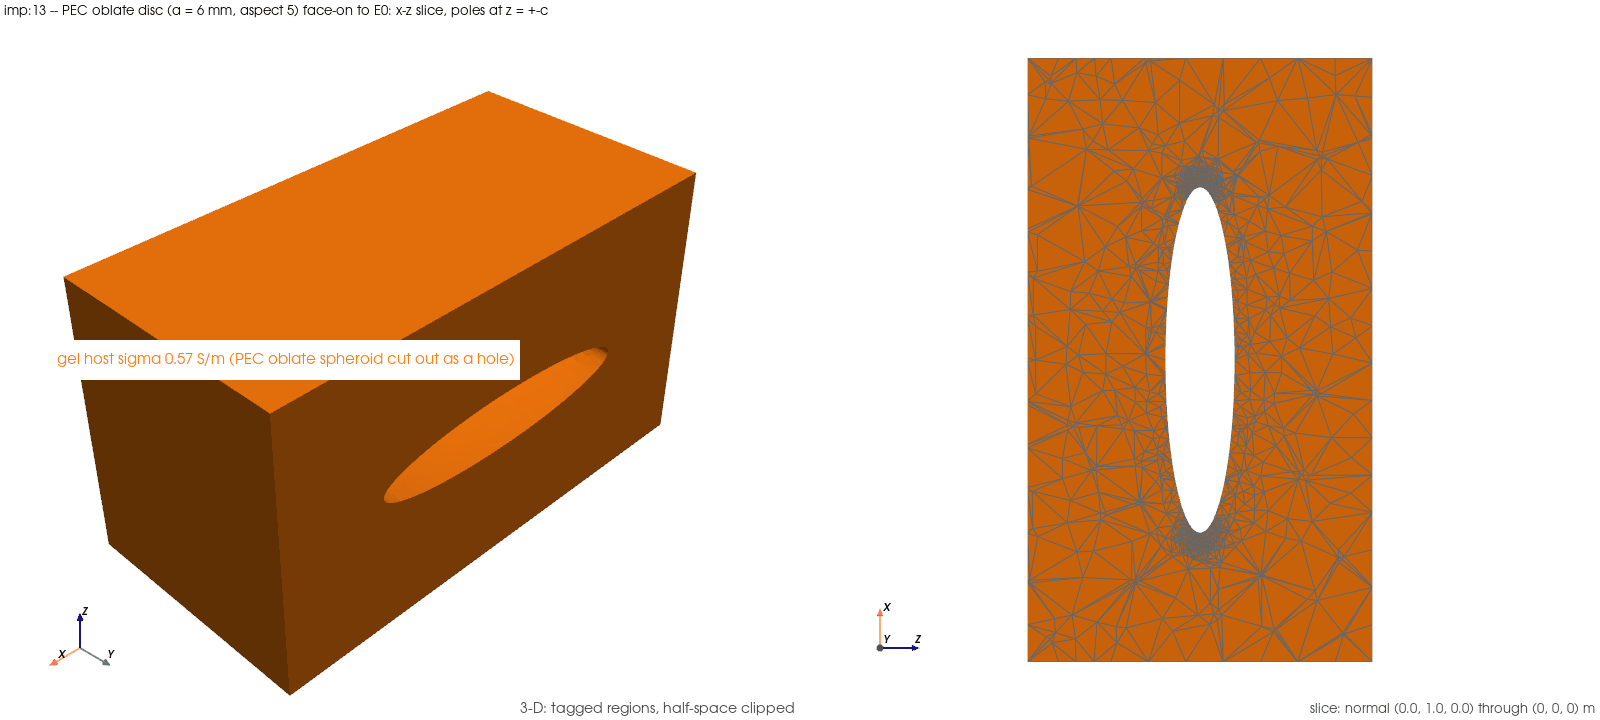 imp:13 -- PEC oblate disc (a = 6 mm, aspect 5) face-on to E0: x-z slice, poles at z = +-c
gel host sigma 0.57 S/m (PEC oblate spheroid cut out as a hole)
Z
X
Y
X
Y
Z
3-D: tagged regions, half-space clipped
slice: normal (0.0, 1.0, 0.0) through (0, 0, 0) m